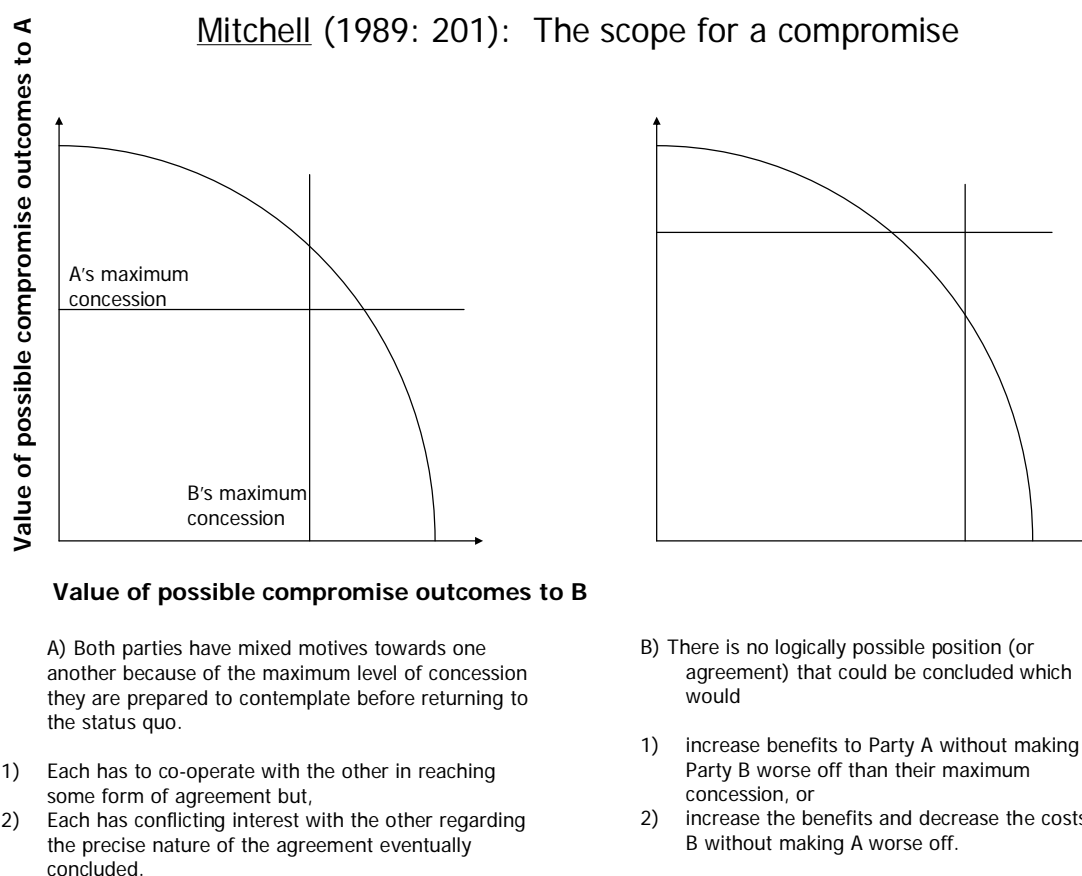 Mitchell (1989: 201): The scope for a compromise
Value of possible compromise outcomes to A
A's maximum
concession
B's maximum
concession
Value of possible compromise outcomes to B
A) Both parties have mixed motives towards one
another because of the maximum level of concession
they are prepared to contemplate before returning to
the status quo.
1) Each has to co-operate with the other in reaching
some form of agreement but,
2) Each has conflicting interest with the other regarding
the precise nature of the agreement eventually
concluded.
B) There is no logically possible position (or
agreement) that could be concluded which
would
1) increase benefits to Party A without making
Party B worse off than their maximum
concession, or
2) increase the benefits and decrease the costs
B without making A worse off.